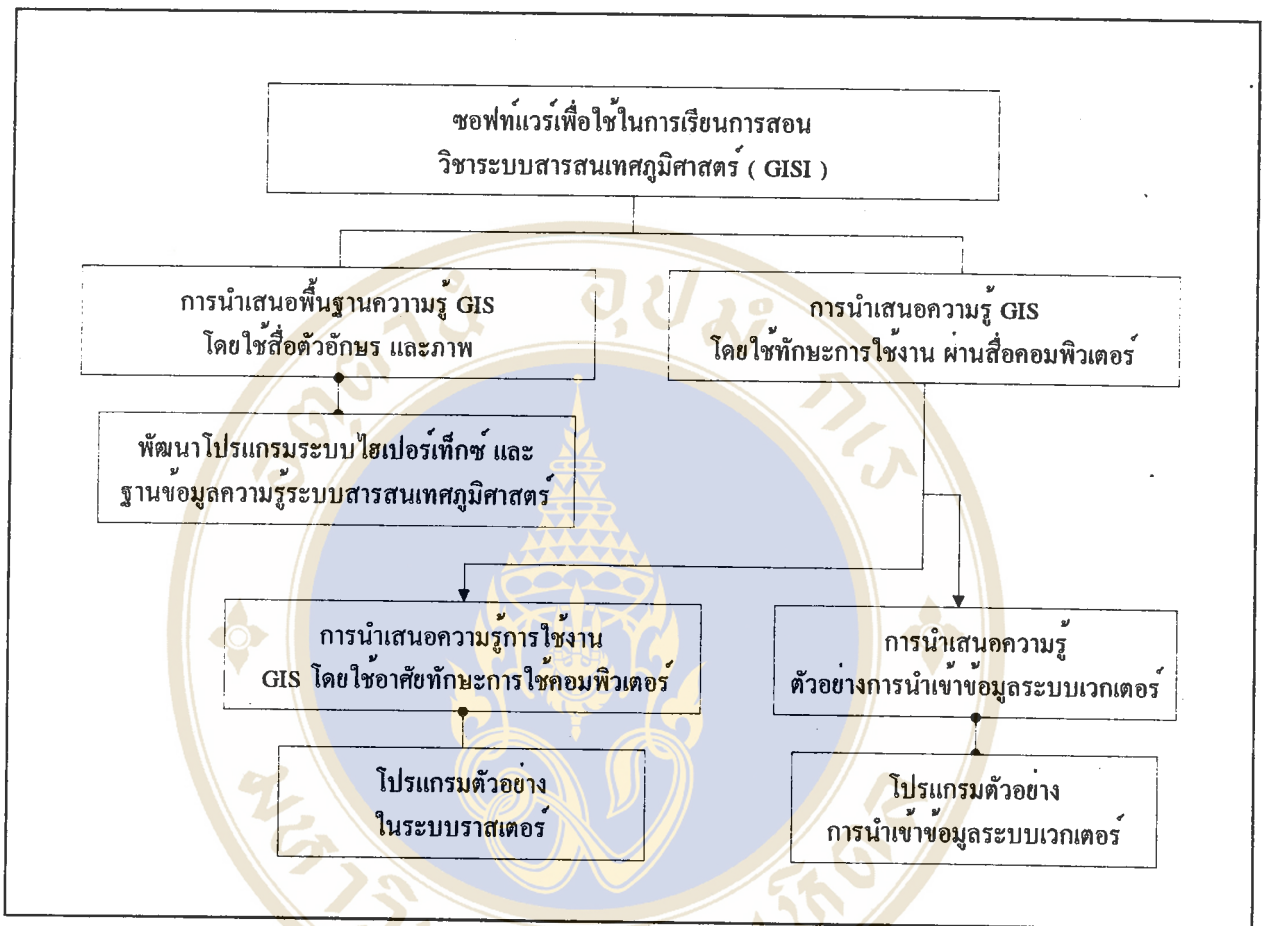 ซอฟท์แวร์เพื่อใช้ในการเรียนการสอน
วิชาระบบสารสนเทศภูมิศาสตร์ ( GISI )
การนำเสนอพื้นฐานความรู้ GIS
โดยใช้สื่อตัวอักษร และภาพ
การนำเสนอความรู้ GIS
โดยใช้ทักษะการใช้งาน ผ่านสื่อคอมพิวเตอร์
พัฒนาโปรแกรมระบบไฮเปอร์เท็กซ์ และ
ฐานข้อมูลความรู้ระบบสารสนเทศภูมิศาสตร์
การนำเสนอความรู้การใช้งาน
GIS โดยใช้อาศัยทักษะการใช้คอมพิวเตอร์
การนำเสนอความรู้
ตัวอย่างการนำเข้าข้อมูลระบบเวกเตอร์
โปรแกรมตัวอย่าง
ในระบบราสเตอร์
โปรแกรมตัวอย่าง
การนำเข้าข้อมูลระบบเวกเตอร์
อตฺตานํ อุปมํ กเร